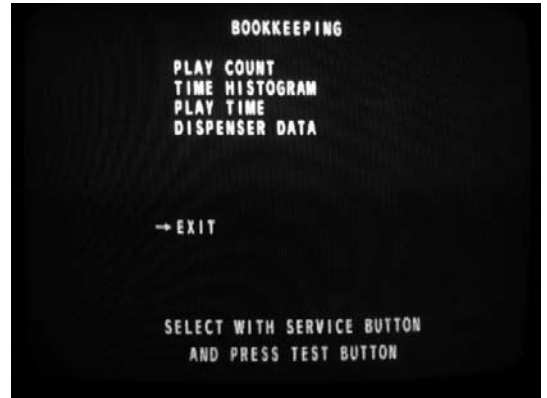 BOOKKEEPING
PLAY COUNT
TIME HISTOGRAM
PLAY TIME
DISPENSER DATA
→ EXIT
SELECT WITH SERVICE BUTTON
AND PRESS TEST BUTTON